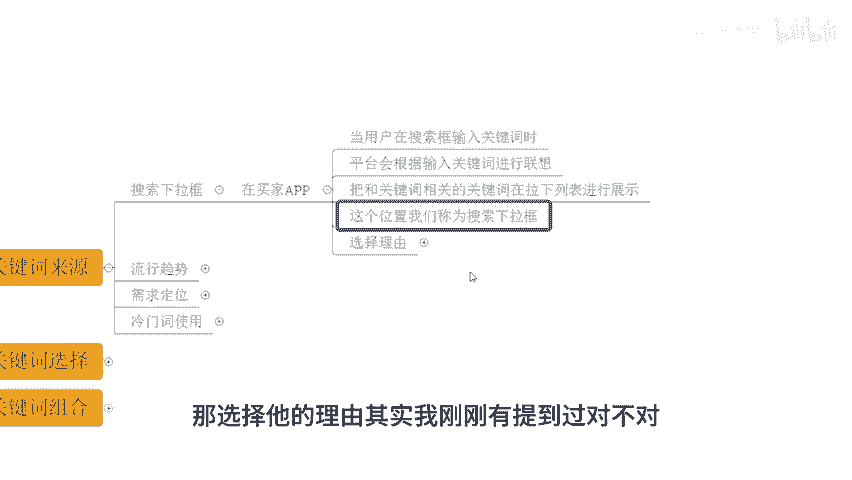 当用户在搜索框输入关键词时
平台会根据输入关键词进行联想
搜索下拉框
在买家APP
把和关键词相关的关键词在拉下列表进行展示
这个位置我们称为搜索下拉框
选择理由
关键词来源
流行趋势
需求定位
冷门词使用
关键词选择
关键词组合
那选择他的理由其实我刚刚有提到过对不对